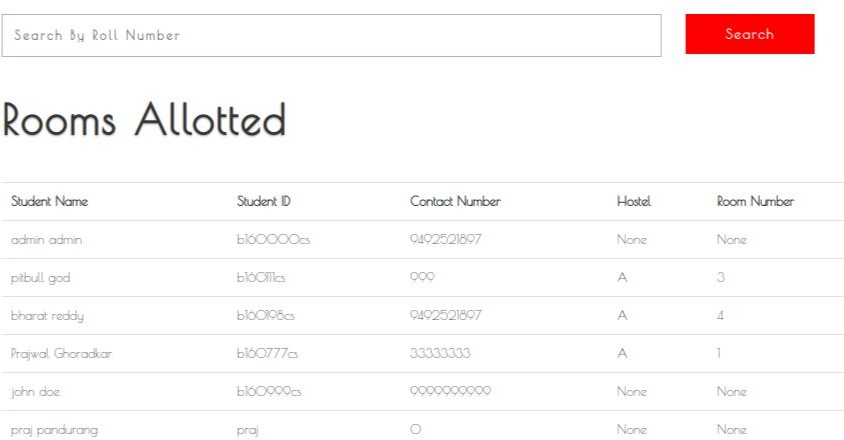 Search By Roll Number
Search
Rooms Allotted
Student Name Student ID Contact Number Hostel Room Number
admin admin b160000cs 9492521897 None None
pitbull god b160111cs 999 A 3
bharat reddy b160198cs 9492521897 A 4
Prajwal Ghoradkar b160777cs 33333333 A 1
john doe b160999cs 9999999999 None None
praj pandurang praj 0 None None